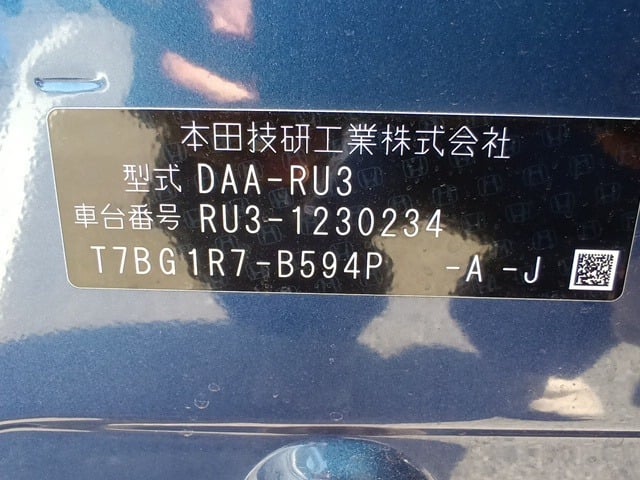 本田技研工業株式会社
型式 DAA-RU3
車台番号 RU3-1230234
T7BG1R7-B594P -A -J